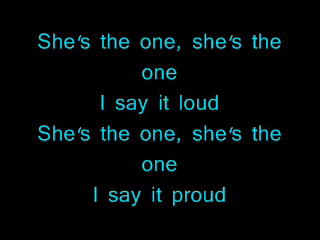 She's the one, she's the
one
I say it loud
She's the one, she's the
one
I say it proud